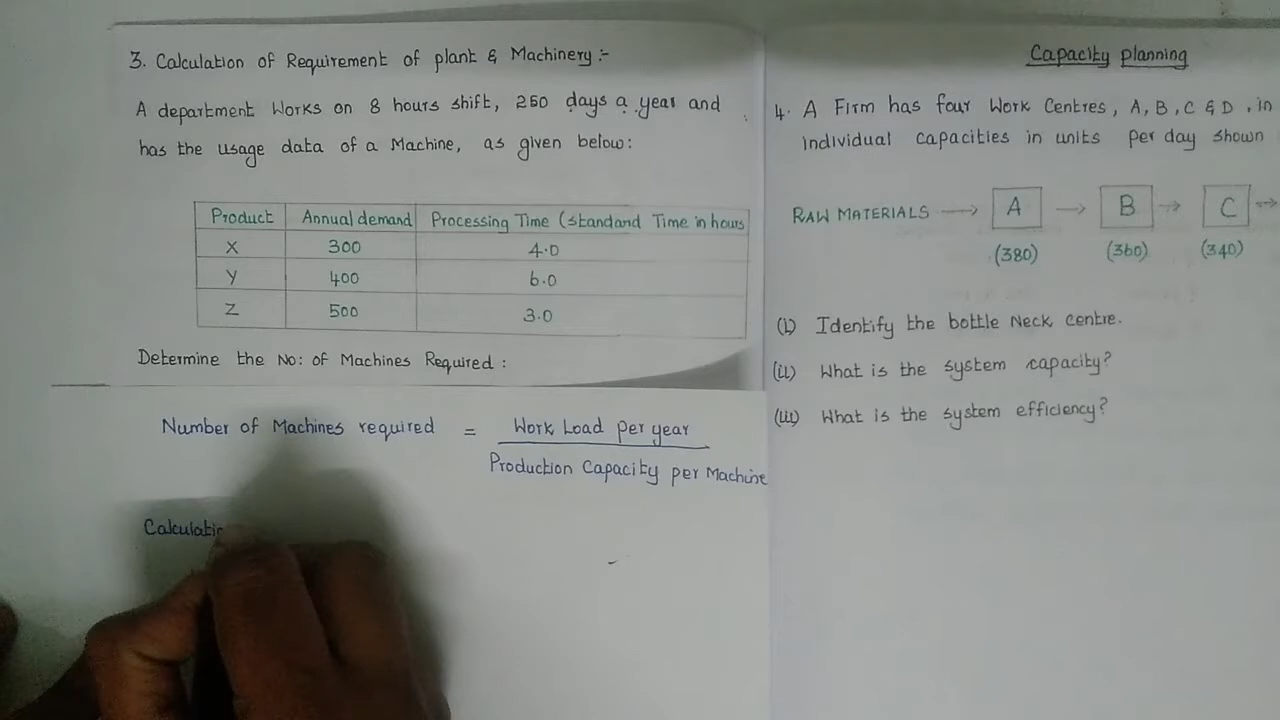 3. Calculation of Requirement of plant & Machinery :-
A department Works on 8 hours shift, 250 days a year and
has the usage data of a Machine, as given below:
Product Annual demand Processing Time (standard Time in hours
X 300 4.0
Y 400 6.0
Z 500 3.0
Determine the No: of Machines Required :
Number of Machines required = Work Load per year
Production Capacity per Machine
Calculatio
Capacity planning
4. A Firm has four Work Centres, A, B, C & D, in
individual capacities in units per day shown
RAW MATERIALS → A → B → C →
(380) (360) (340)
(i) Identify the bottle Neck centre.
(ii) What is the system capacity?
(iii) What is the system efficiency?